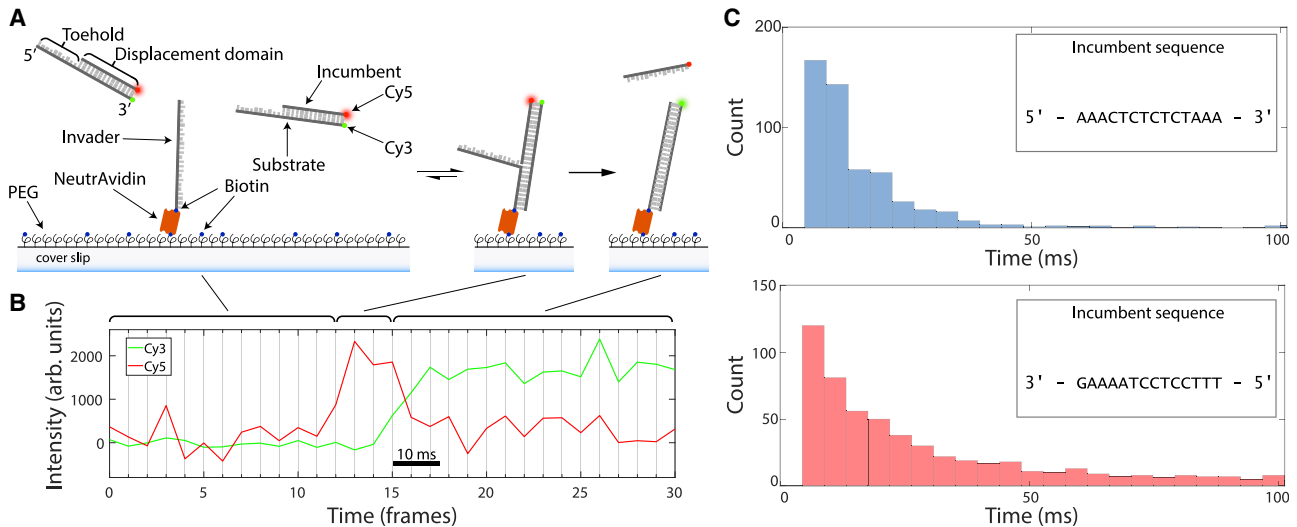 A
Toehold
Displacement domain
5'
3'
Incumbent
Cy5
Invader
Cy3
Substrate
NeutrAvidin
Biotin
PEG
cover slip
B
Intensity (arb. units)
2000
1000
0
Cy3
Cy5
10 ms
0 5 10 15 20 25 30
Time (frames)
C
Count
200
100
0
Incumbent sequence
5' - AAACTCTCTCTAAA - 3'
0 50 100
Time (ms)
Count
150
100
50
0
Incumbent sequence
3' - GAAAATCCTCCTTT - 5'
0 50 100
Time (ms)